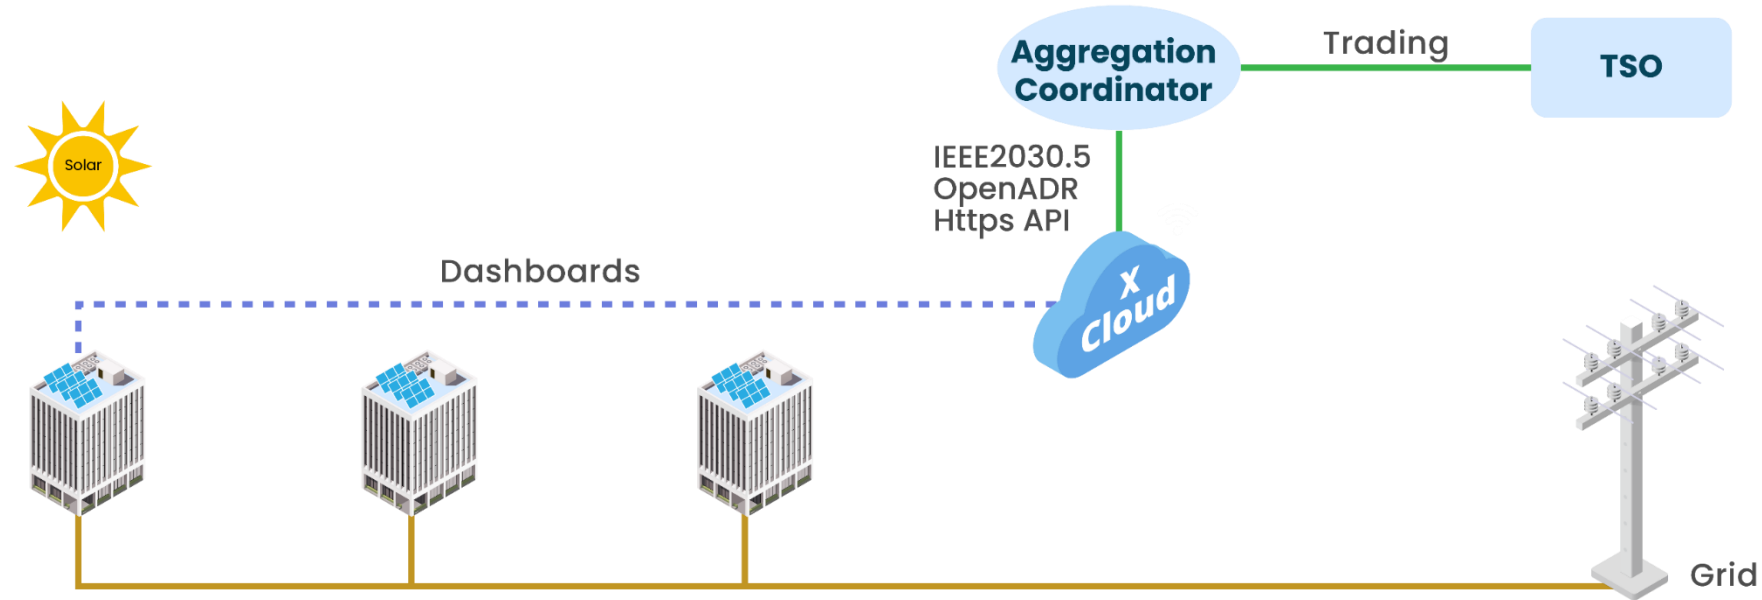 Aggregation
Coordinator
Trading
TSO
Solar
IEEE2030.5
OpenADR
Https API
Dashboards
X
Cloud
Grid